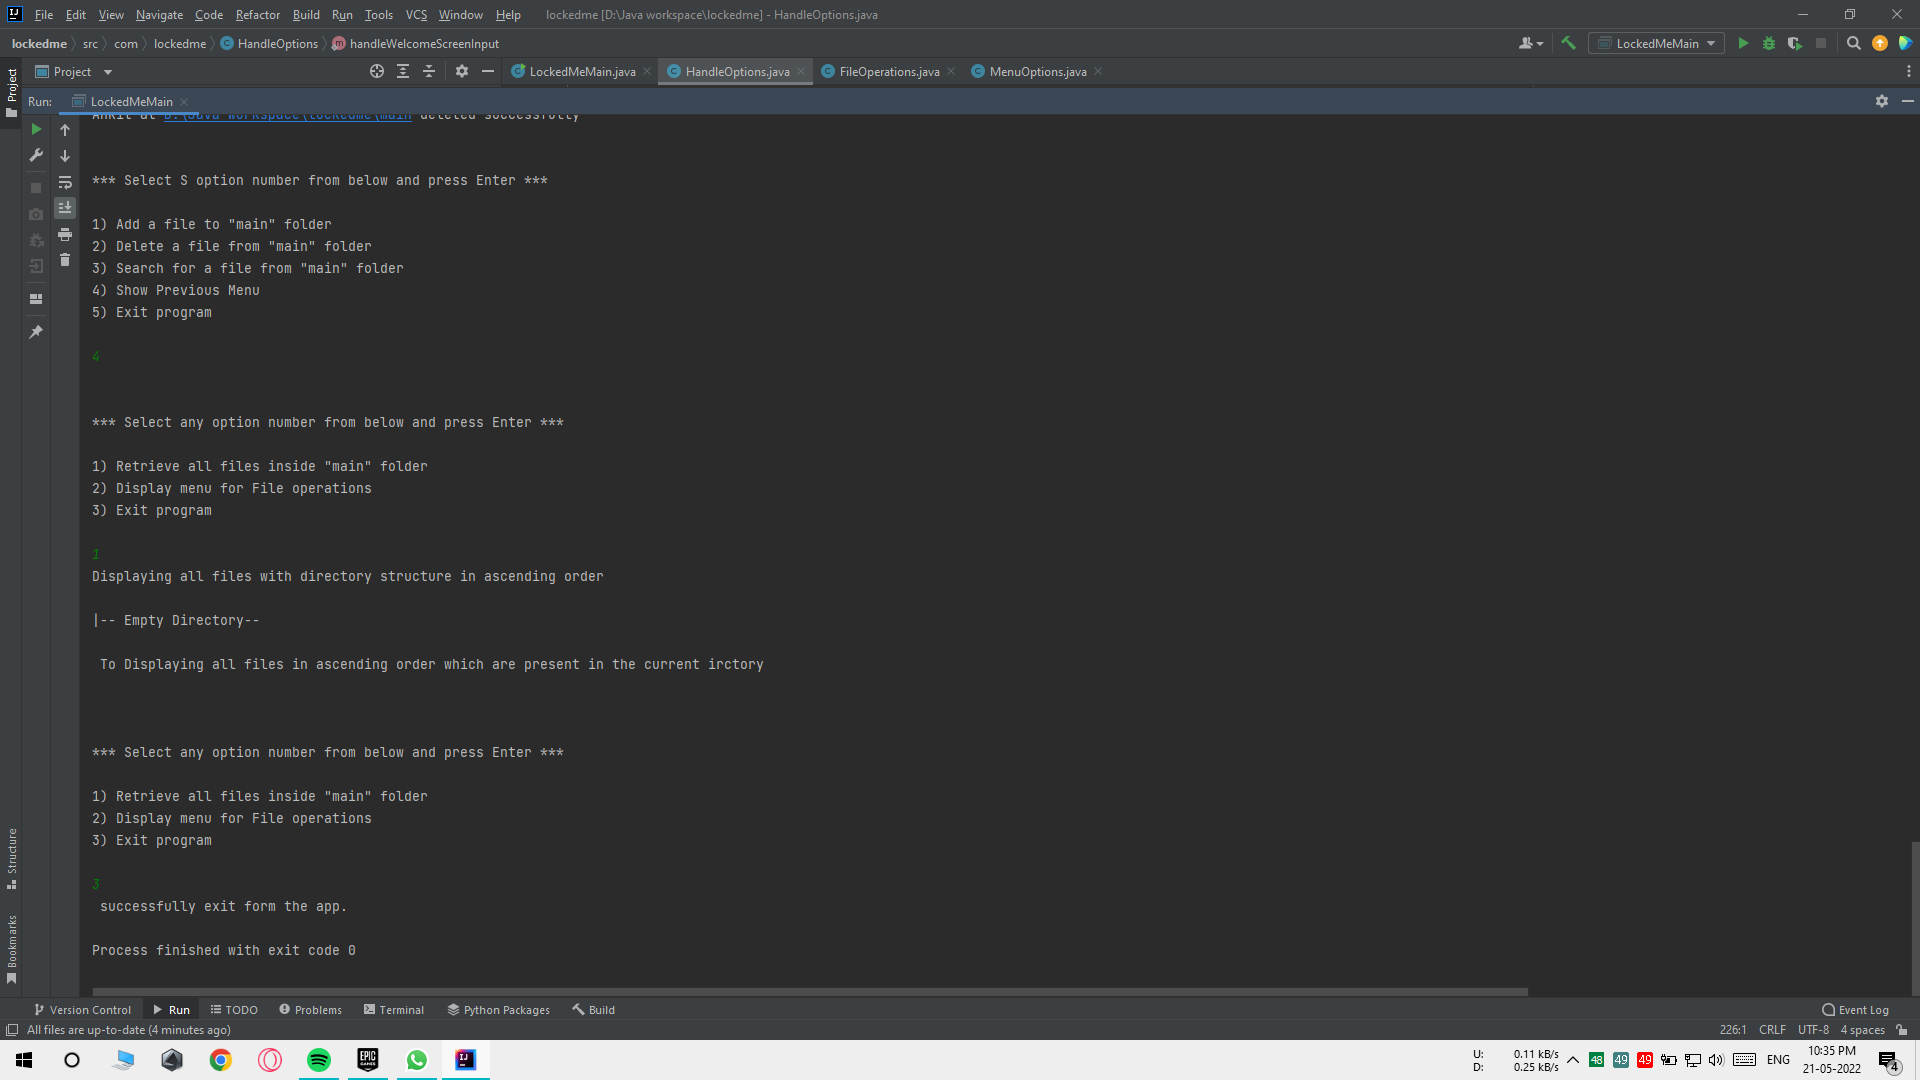 File Edit View Navigate Code Refactor Build Run Tools VCS Window Help lockedme [D:\Java workspace\lockedme] - HandleOptions.java
lockedme src com lockedme HandleOptions handleWelcomeScreenInput LockedMeMain
Project LockedMeMain.java HandleOptions.java FileOperations.java MenuOptions.java
Project
Run: LockedMeMain
Ankit at D:\Java workspace\lockedme\main deleted successfully
*** Select S option number from below and press Enter ***
1) Add a file to "main" folder
2) Delete a file from "main" folder
3) Search for a file from "main" folder
4) Show Previous Menu
5) Exit program
4
*** Select any option number from below and press Enter ***
1) Retrieve all files inside "main" folder
2) Display menu for File operations
3) Exit program
1
Displaying all files with directory structure in ascending order
|-- Empty Directory--
To Displaying all files in ascending order which are present in the current irctory
*** Select any option number from below and press Enter ***
1) Retrieve all files inside "main" folder
2) Display menu for File operations
3) Exit program
3
successfully exit form the app.
Process finished with exit code 0
Structure
Bookmarks
Version Control Run TODO Problems Terminal Python Packages Build Event Log
All files are up-to-date (4 minutes ago) 226:1 CRLF UTF-8 4 spaces
EPIC GAMES
IJ
U: 0.11 kB/s
D: 0.25 kB/s
48 49 49
ENG
10:35 PM
21-05-2022
4